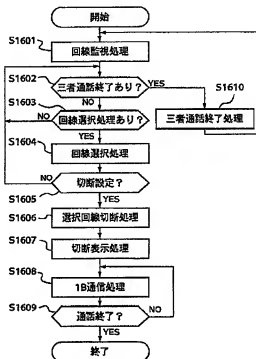 開始
S1601
回線監視処理
S1602
三者通話終了あり？
YES
S1610
三者通話終了処理
NO
S1603
回線選択処理あり？
NO
YES
S1604
回線選択処理
切断設定？
NO
S1605
YES
S1606
選択回線切断処理
S1607
切断表示処理
S1608
1B通信処理
S1609
通話終了？
NO
YES
終了